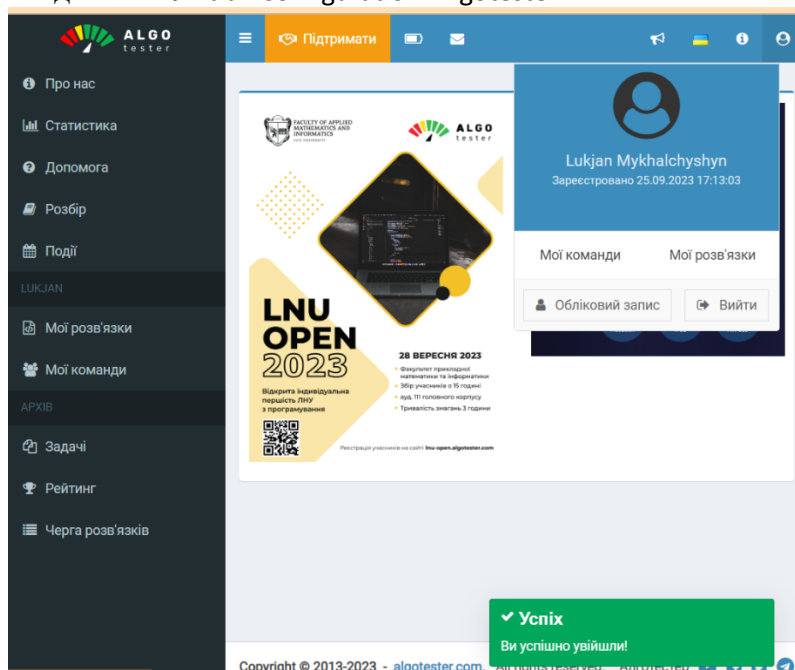 ALGO
tester
Підтримати
Про нас
Статистика
Допомога
Розбір
Події
LUKJAN
Мої розв'язки
Мої команди
АРХІВ
Задачі
Рейтинг
Черга розв'язків
FACULTY OF APPLIED
MATHEMATICS AND
INFORMATICS
ALGO
tester
LNU
OPEN
2023
Відкрита індивідуальна
першість ЛНУ
з програмування
28 ВЕРЕСНЯ 2023
Факультет прикладної
математики та інформатики
Збір учасників о 15 годині
ауд. 111 головного корпусу
Тривалість змагань 3 години
Реєстрація учасників на сайті lnu-open.algotester.com
Lukjan Mykhalchyshyn
Зареєстровано 25.09.2023 17:13:03
Мої команди
Мої розв'язки
Обліковий запис
Вийти
Успіх
Ви успішно увійшли!
Copyright © 2013-2023 - algotester.com.